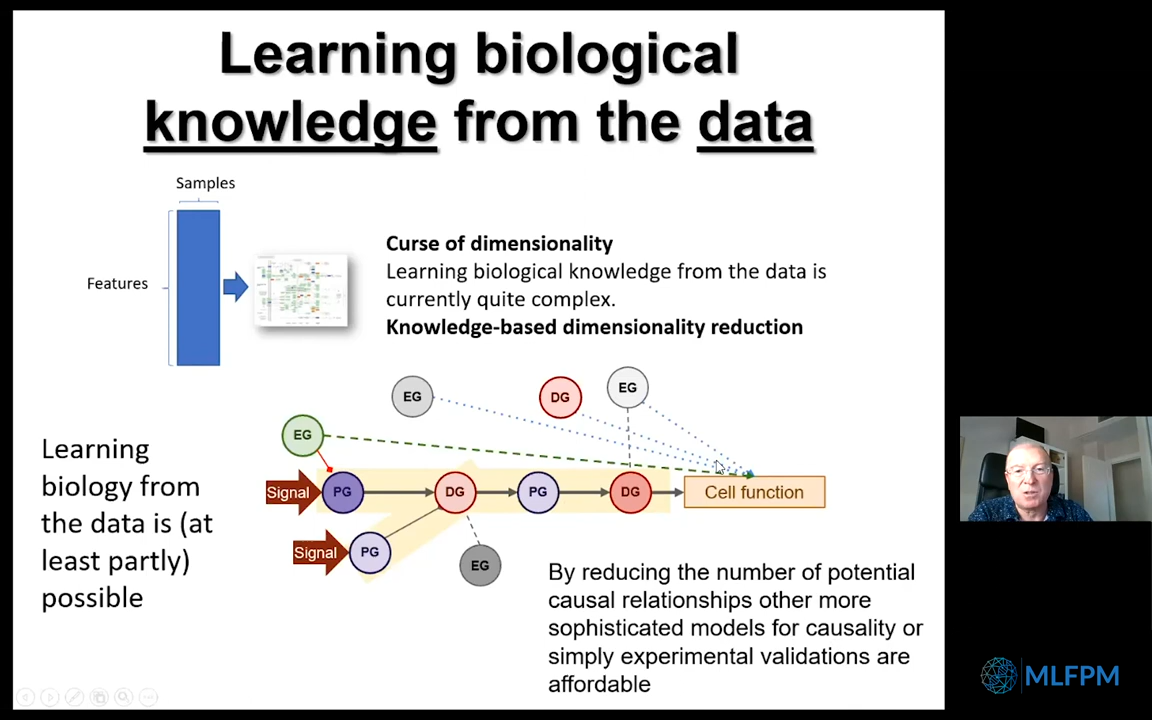 Learning biological
knowledge from the data
Samples
Features
Curse of dimensionality
Learning biological knowledge from the data is
currently quite complex.
Knowledge-based dimensionality reduction
EG
DG
EG
EG
Signal
PG
DG
PG
DG
Cell function
Signal
PG
EG
Learning
biology from
the data is (at
least partly)
possible
By reducing the number of potential
causal relationships other more
sophisticated models for causality or
simply experimental validations are
affordable
MLFPM